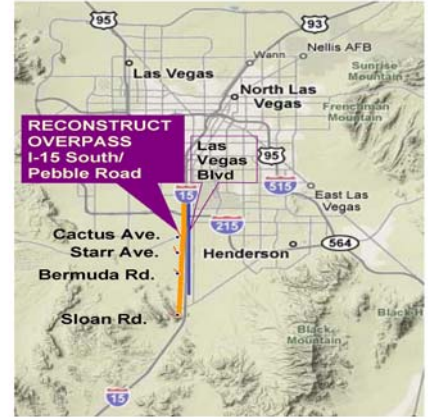 95
93
Wann
Nellis AFB
Las Vegas
Sunrise
Mountain
North Las
Vegas
Frenchman
Mountain
RECONSTRUCT
OVERPASS
I-15 South/
Pebble Road
Las
Vegas
Blvd
95
15
515
East Las
Vegas
215
Cactus Ave.
Starr Ave.
Henderson
564
Bermuda Rd.
Sloan Rd.
Black
Mountain
Black H
15